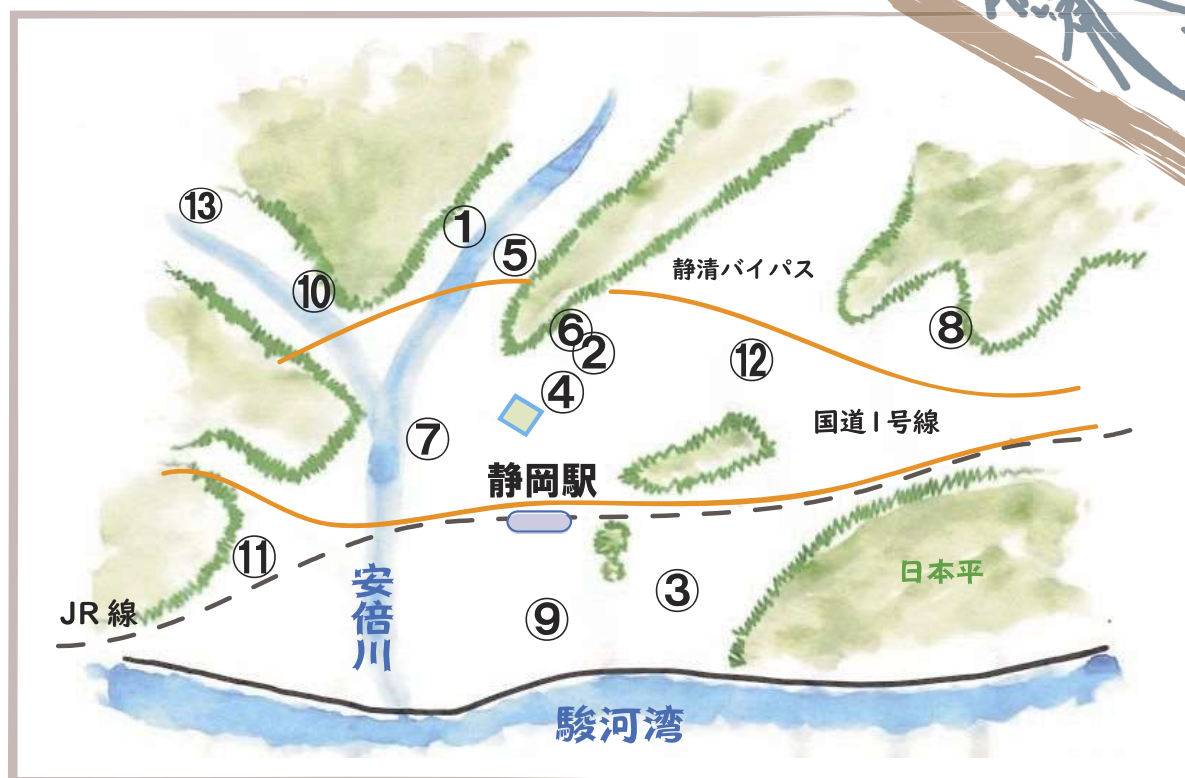 ⑬
①
⑤
静清バイパス
⑩
⑥
②
⑧
⑫
④
国道1号線
⑦
静岡駅
⑪
安倍川
日本平
③
JR線
⑨
駿河湾